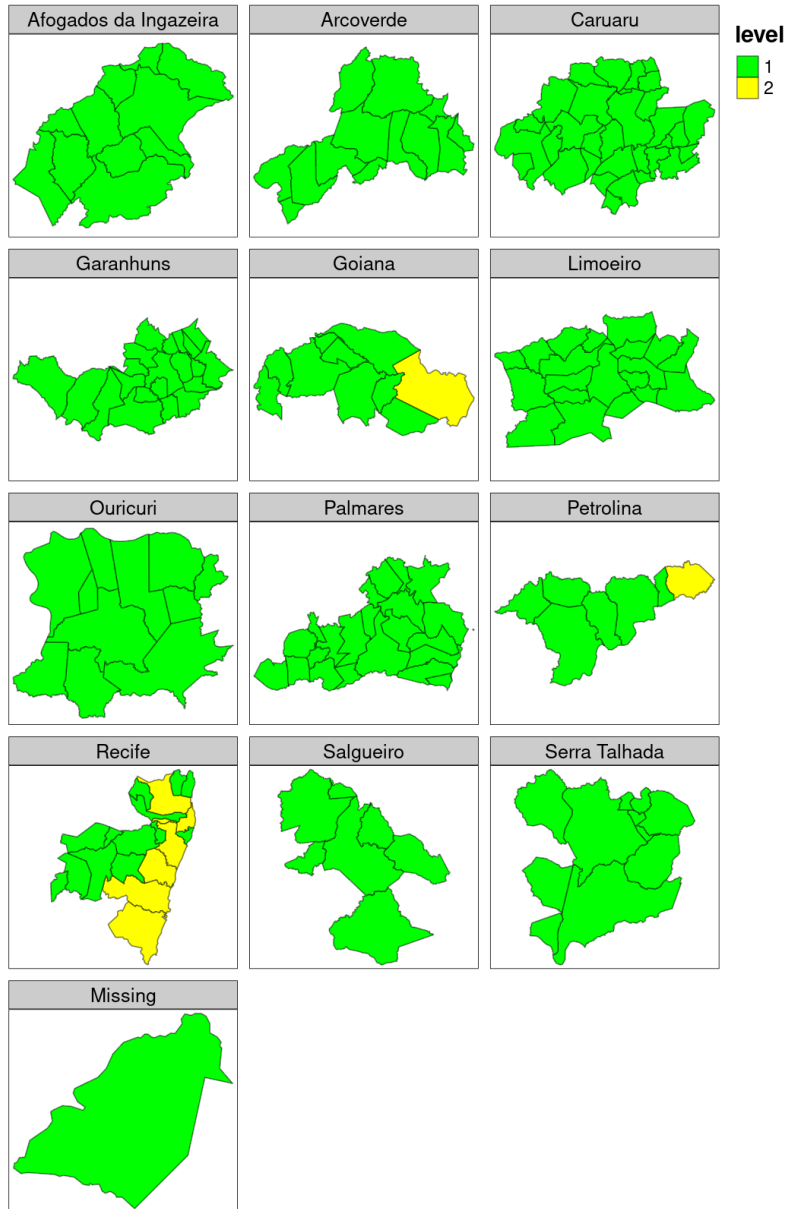 Afogados da Ingazeira
Arcoverde
Caruaru
level
1
2
Garanhuns
Goiana
Limoeiro
Ouricuri
Palmares
Petrolina
Recife
Salgueiro
Serra Talhada
Missing